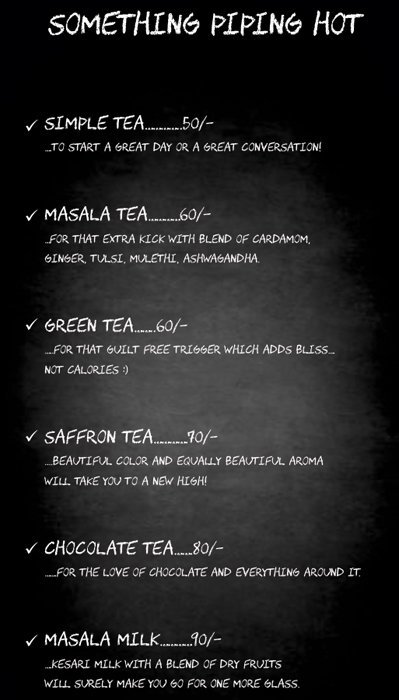 SOMETHING PIPING HOT
✓ SIMPLE TEA............50/-
....TO START A GREAT DAY OR A GREAT CONVERSATION!
✓ MASALA TEA..........60/-
...FOR THAT EXTRA KICK WITH BLEND OF CARDAMOM,
GINGER, TULSI, MULETHI, ASHWAGANDHA.
✓ GREEN TEA.......60/-
.....FOR THAT GUILT FREE TRIGGER WHICH ADDS BLISS...
NOT CALORIES :)
✓ SAFFRON TEA...........70/-
.....BEAUTIFUL COLOR AND EQUALLY BEAUTIFUL AROMA
WILL TAKE YOU TO A NEW HIGH!
✓ CHOCOLATE TEA......80/-
......FOR THE LOVE OF CHOCOLATE AND EVERYTHING AROUND IT.
✓ MASALA MILK..........90/-
....KESARI MILK WITH A BLEND OF DRY FRUITS
WILL SURELY MAKE YOU GO FOR ONE MORE GLASS.